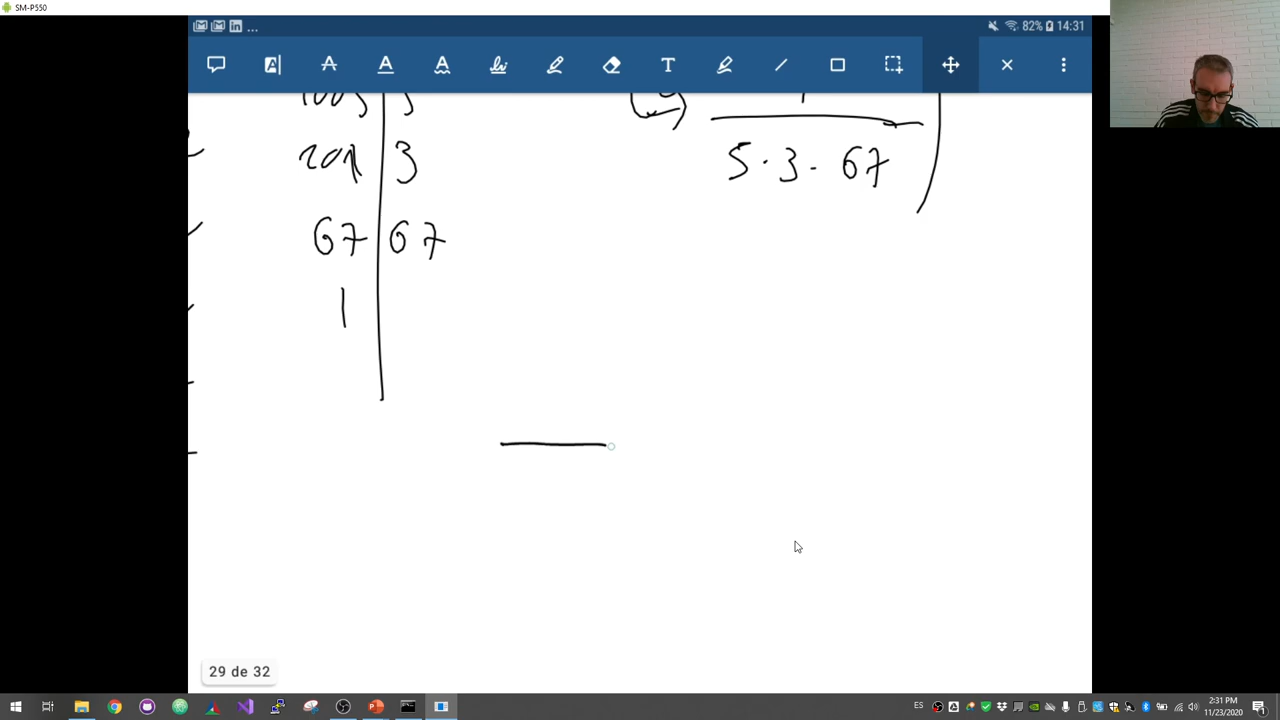 SM-P550
... 82% 14:31
A A A A T
201 3 5 · 3 · 67
67 67
1
29 de 32
ES 2:31 PM
11/23/2020